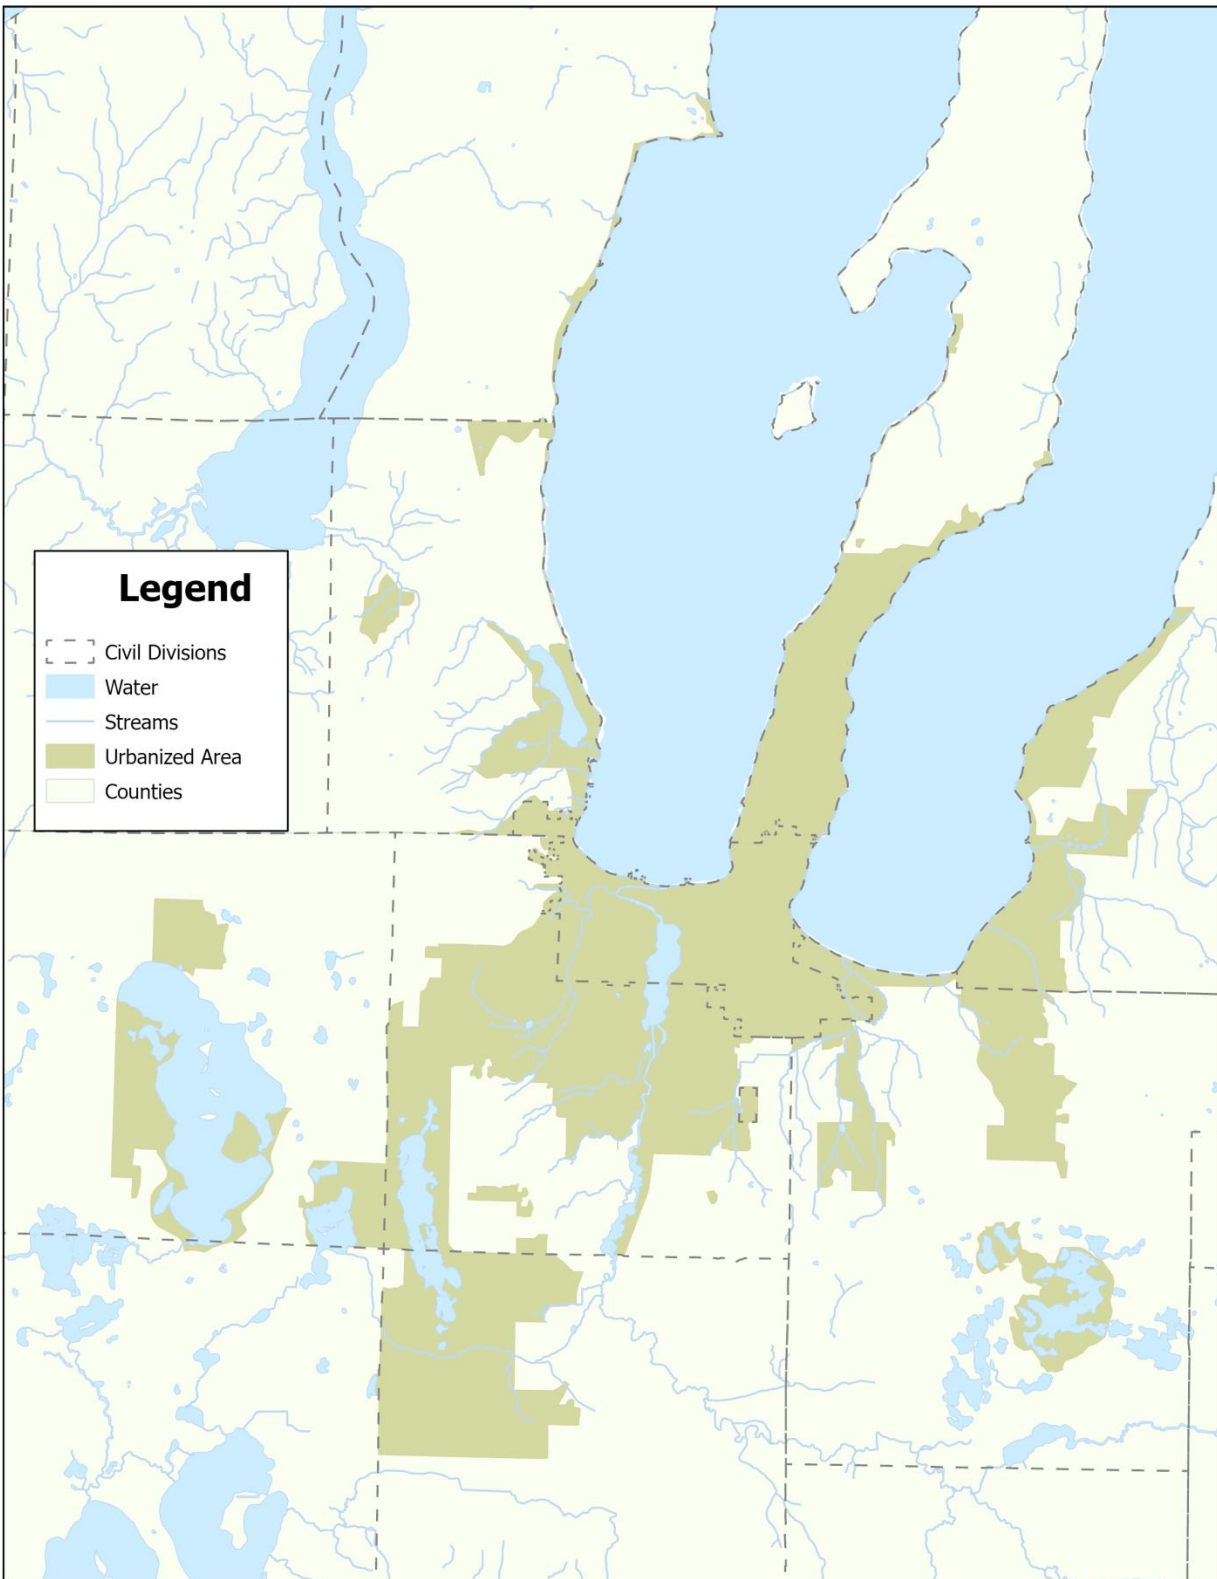 Legend
Civil Divisions
Water
Streams
Urbanized Area
Counties